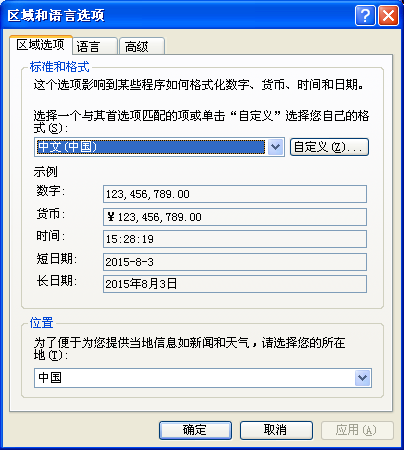 区域和语言选项
区域选项
语言
高级
标准和格式
这个选项影响到某些程序如何格式化数字、货币、时间和日期。
选择一个与其首选项匹配的项或单击“自定义”选择您自己的格
式(S):
中文(中国)
自定义(Z)...
示例
数字: 123,456,789.00
货币: ¥123,456,789.00
时间: 15:28:19
短日期: 2015-8-3
长日期: 2015年8月3日
位置
为了便于为您提供当地信息如新闻和天气，请选择您的所在
地(T):
中国
确定
取消
应用(A)